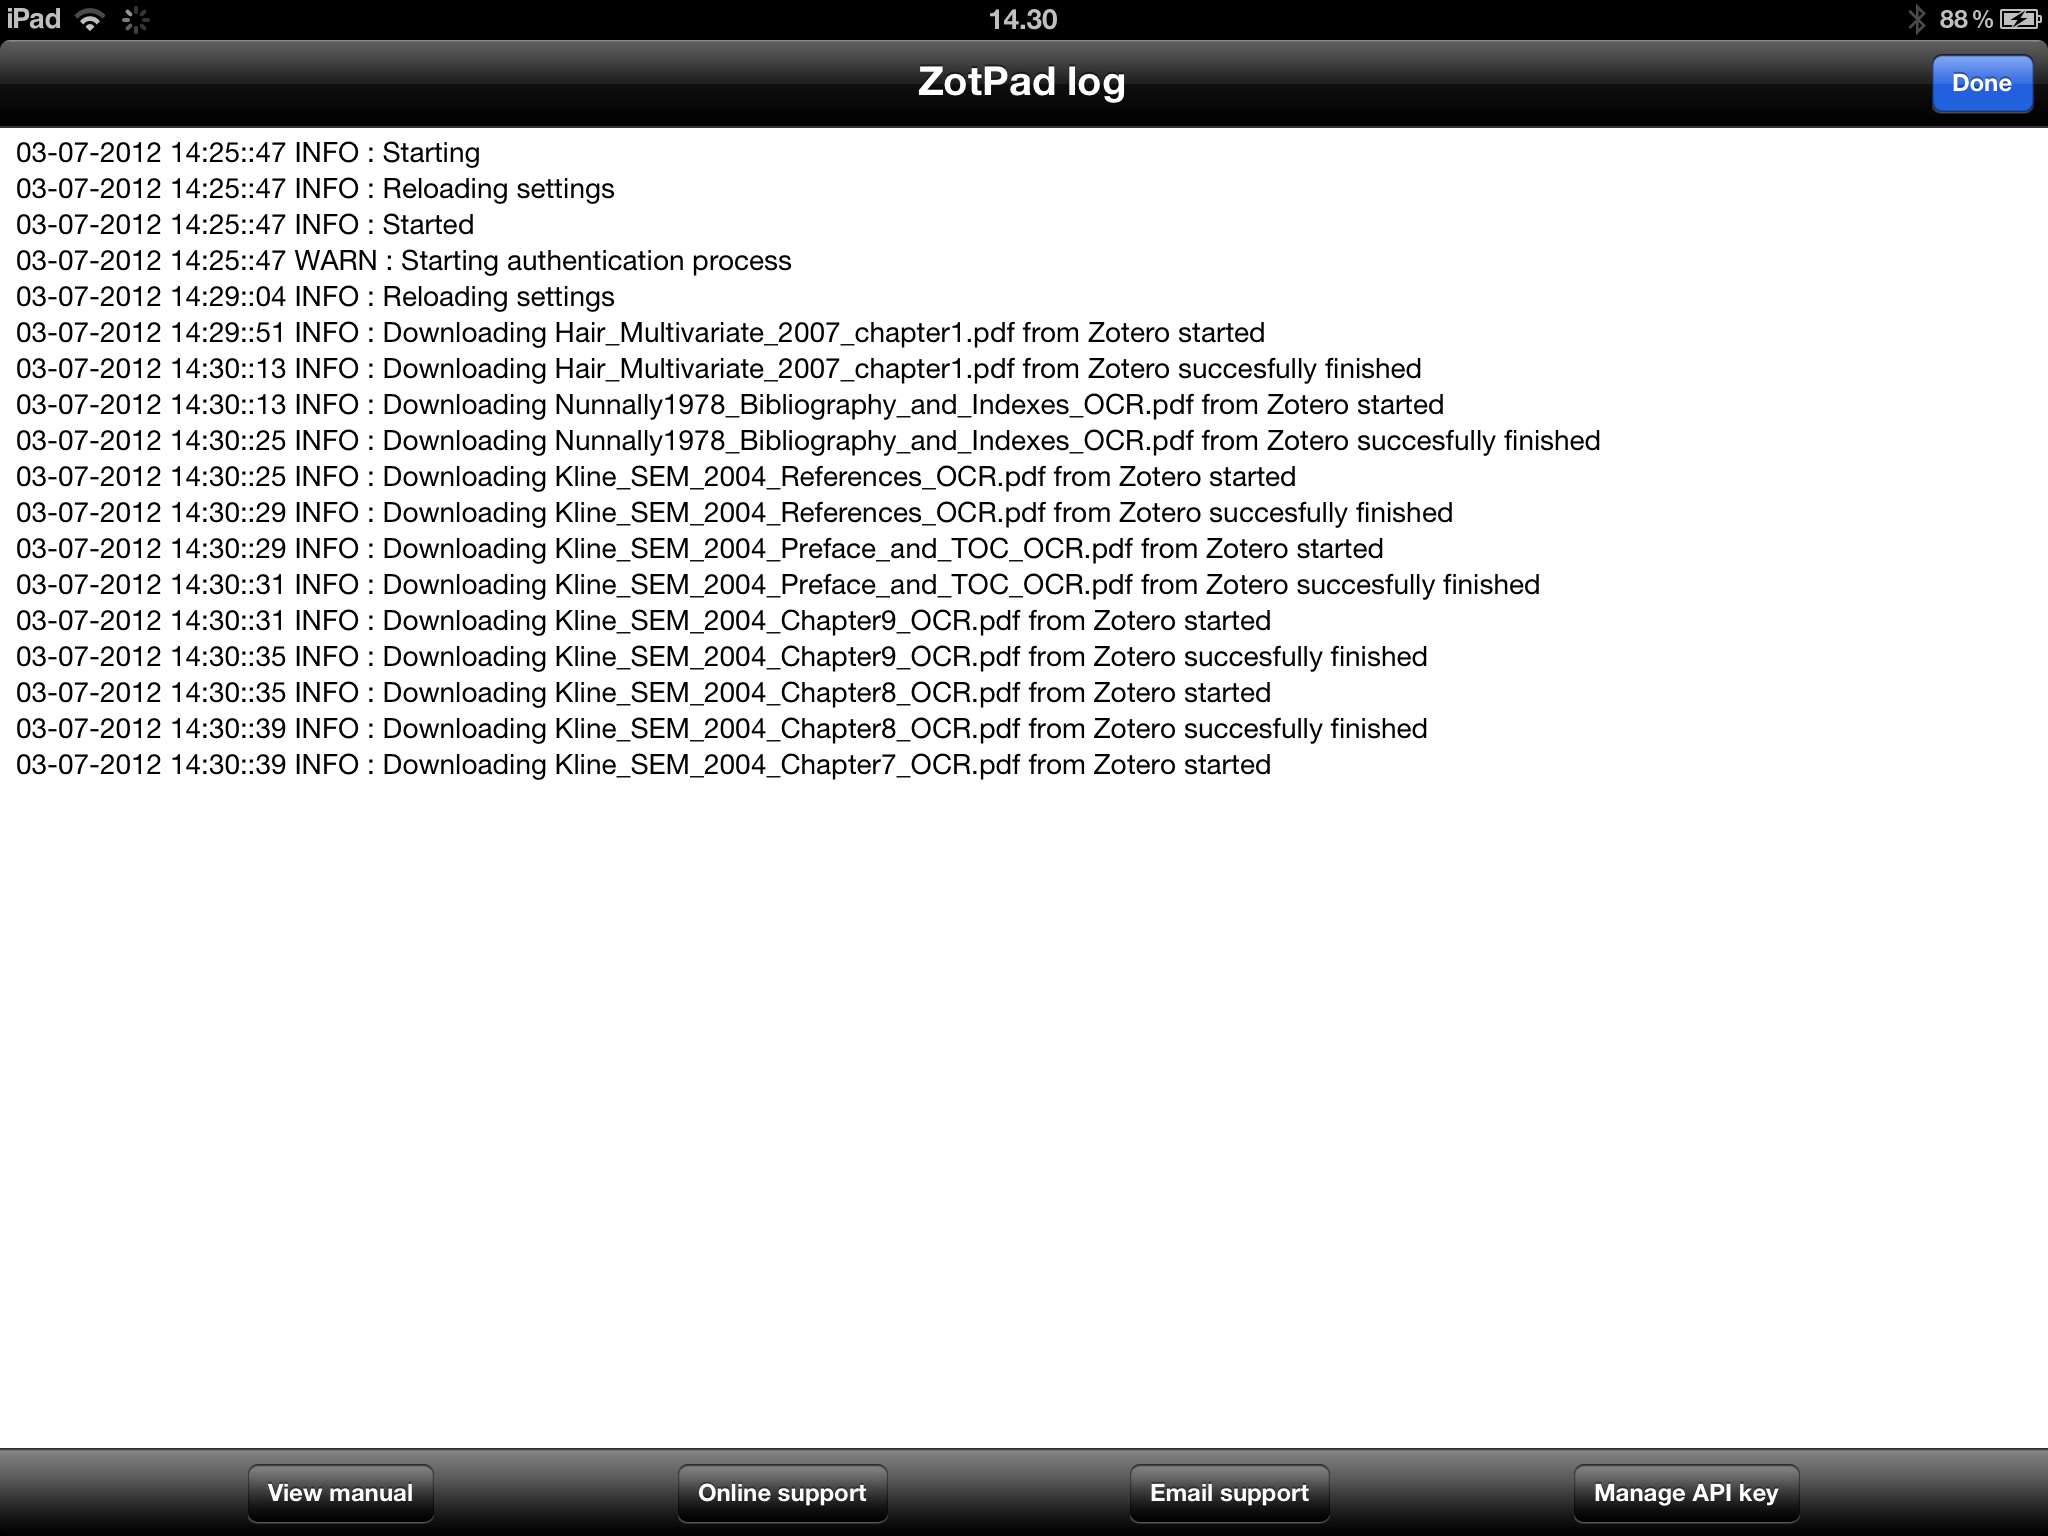 iPad 14.30 88 %
ZotPad log Done
03-07-2012 14:25::47 INFO : Starting
03-07-2012 14:25::47 INFO : Reloading settings
03-07-2012 14:25::47 INFO : Started
03-07-2012 14:25::47 WARN : Starting authentication process
03-07-2012 14:29::04 INFO : Reloading settings
03-07-2012 14:29::51 INFO : Downloading Hair_Multivariate_2007_chapter1.pdf from Zotero started
03-07-2012 14:30::13 INFO : Downloading Hair_Multivariate_2007_chapter1.pdf from Zotero succesfully finished
03-07-2012 14:30::13 INFO : Downloading Nunnally1978_Bibliography_and_Indexes_OCR.pdf from Zotero started
03-07-2012 14:30::25 INFO : Downloading Nunnally1978_Bibliography_and_Indexes_OCR.pdf from Zotero succesfully finished
03-07-2012 14:30::25 INFO : Downloading Kline_SEM_2004_References_OCR.pdf from Zotero started
03-07-2012 14:30::29 INFO : Downloading Kline_SEM_2004_References_OCR.pdf from Zotero succesfully finished
03-07-2012 14:30::29 INFO : Downloading Kline_SEM_2004_Preface_and_TOC_OCR.pdf from Zotero started
03-07-2012 14:30::31 INFO : Downloading Kline_SEM_2004_Preface_and_TOC_OCR.pdf from Zotero succesfully finished
03-07-2012 14:30::31 INFO : Downloading Kline_SEM_2004_Chapter9_OCR.pdf from Zotero started
03-07-2012 14:30::35 INFO : Downloading Kline_SEM_2004_Chapter9_OCR.pdf from Zotero succesfully finished
03-07-2012 14:30::35 INFO : Downloading Kline_SEM_2004_Chapter8_OCR.pdf from Zotero started
03-07-2012 14:30::39 INFO : Downloading Kline_SEM_2004_Chapter8_OCR.pdf from Zotero succesfully finished
03-07-2012 14:30::39 INFO : Downloading Kline_SEM_2004_Chapter7_OCR.pdf from Zotero started
View manual Online support Email support Manage API key